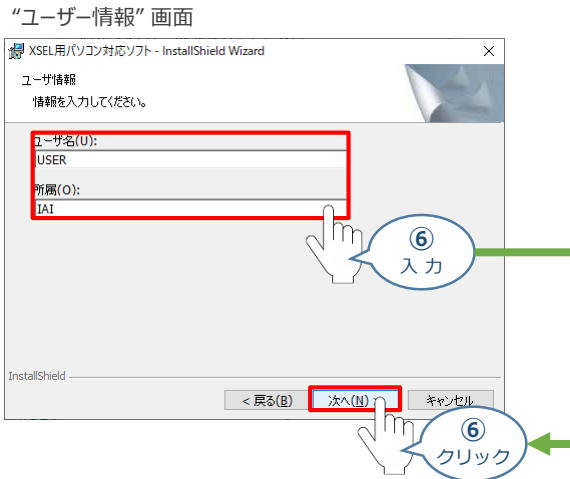 “ユーザー情報” 画面
XSEL用パソコン対応ソフト - InstallShield Wizard
ユーザ情報
情報を入力してください。
ユーザ名(U):
USER
所属(O):
IAI
⑥
入力
InstallShield
< 戻る(B)
次へ(N) >
キャンセル
⑥
クリック